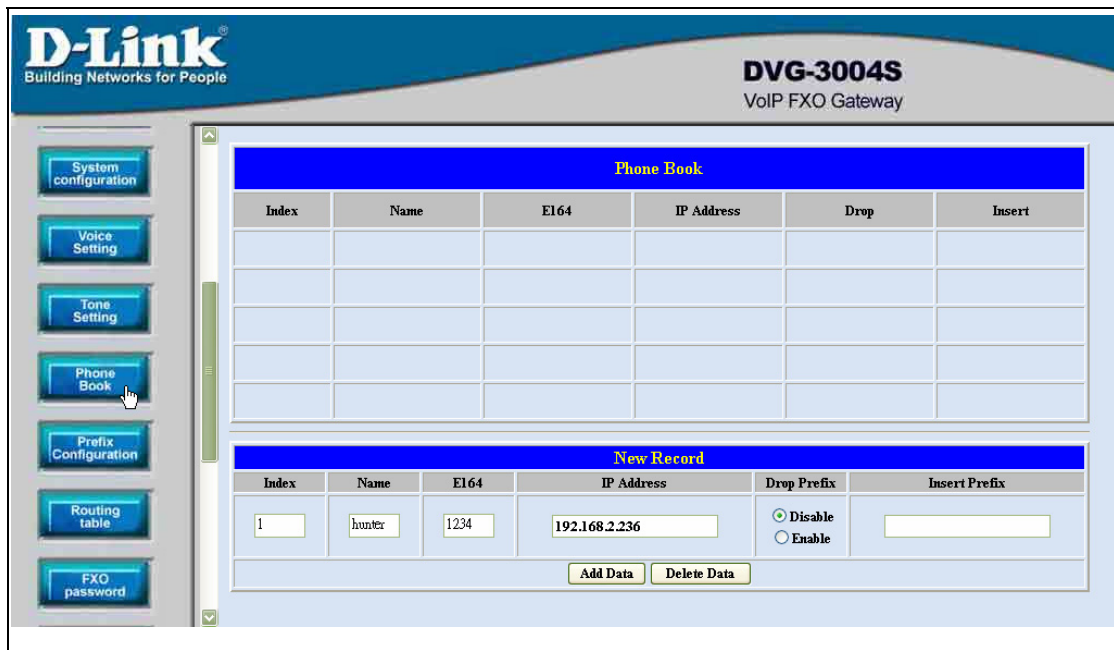 D-Link®
Building Networks for People
DVG-3004S
VoIP FXO Gateway
System
configuration
Voice
Setting
Tone
Setting
Phone
Book
Prefix
Configuration
Routing
table
FXO
password
Phone Book
Index Name E164 IP Address Drop Insert
New Record
Index Name E164 IP Address Drop Prefix Insert Prefix
1 hunter 1234 192.168.2.236 Disable
Enable
Add Data Delete Data